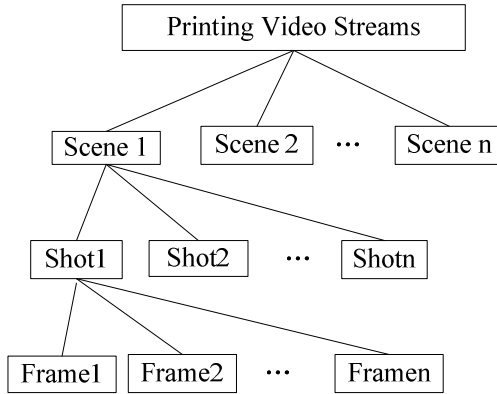 Printing Video Streams
Scene 1 Scene 2 ... Scene n
Shot1 Shot2 ... Shotn
Frame1 Frame2 ... Framen